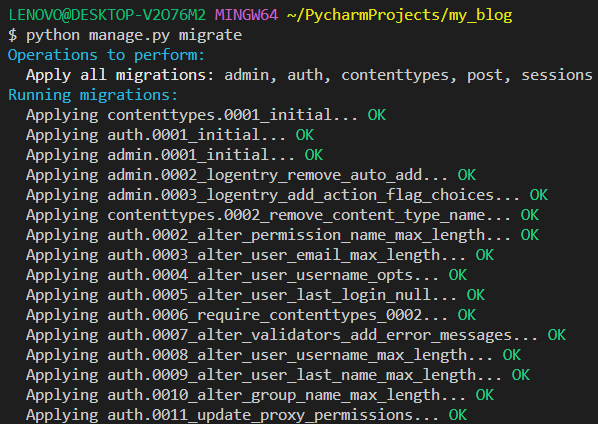 LENOVO@DESKTOP-V2O76M2 MINGW64 ~/PycharmProjects/my_blog
$ python manage.py migrate
Operations to perform:
  Apply all migrations: admin, auth, contenttypes, post, sessions
Running migrations:
  Applying contenttypes.0001_initial... OK
  Applying auth.0001_initial... OK
  Applying admin.0001_initial... OK
  Applying admin.0002_logentry_remove_auto_add... OK
  Applying admin.0003_logentry_add_action_flag_choices... OK
  Applying contenttypes.0002_remove_content_type_name... OK
  Applying auth.0002_alter_permission_name_max_length... OK
  Applying auth.0003_alter_user_email_max_length... OK
  Applying auth.0004_alter_user_username_opts... OK
  Applying auth.0005_alter_user_last_login_null... OK
  Applying auth.0006_require_contenttypes_0002... OK
  Applying auth.0007_alter_validators_add_error_messages... OK
  Applying auth.0008_alter_user_username_max_length... OK
  Applying auth.0009_alter_user_last_name_max_length... OK
  Applying auth.0010_alter_group_name_max_length... OK
  Applying auth.0011_update_proxy_permissions... OK